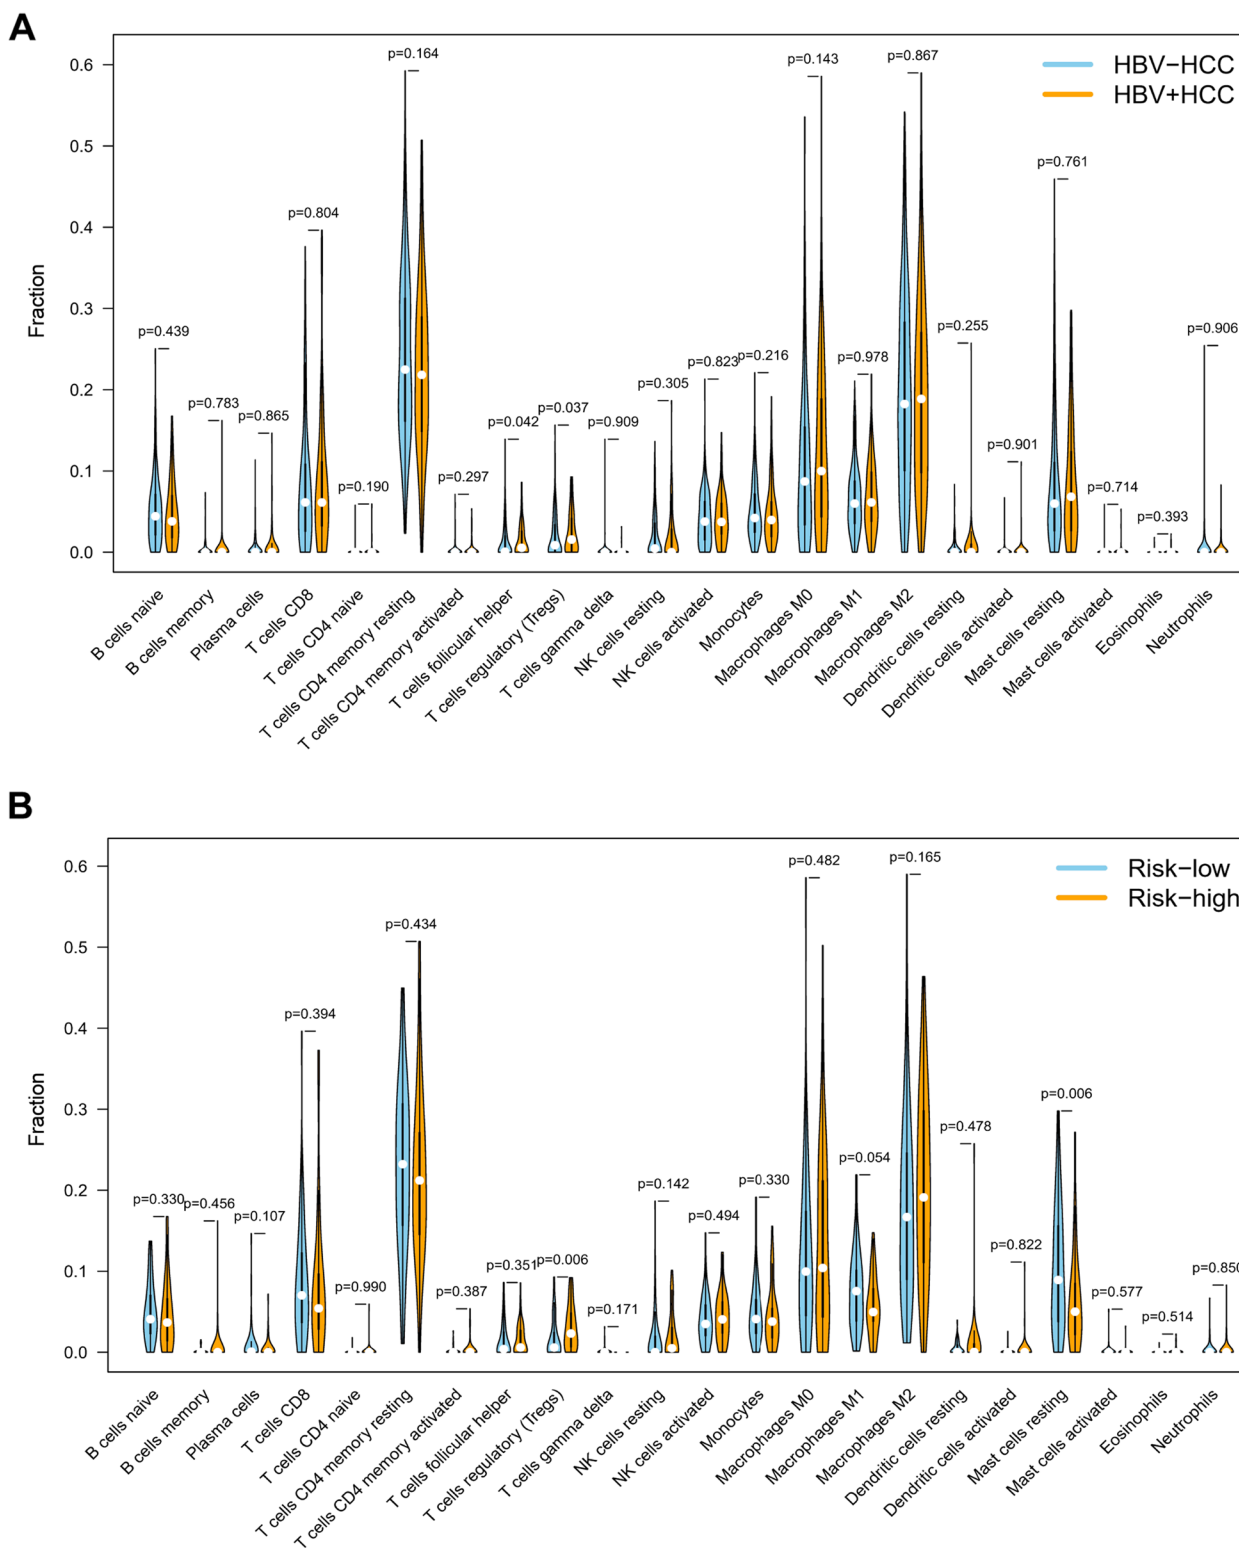 A
HBV−HCC
HBV+HCC
Fraction
0.6
0.5
0.4
0.3
0.2
0.1
0.0
p=0.439
p=0.783
p=0.865
p=0.804
p=0.190
p=0.164
p=0.297
p=0.042
p=0.037
p=0.909
p=0.305
p=0.823
p=0.216
p=0.143
p=0.978
p=0.867
p=0.255
p=0.901
p=0.761
p=0.714
p=0.393
p=0.906
B cells naive
B cells memory
Plasma cells
T cells CD8
T cells CD4 naive
T cells CD4 memory resting
T cells CD4 memory activated
T cells follicular helper
T cells regulatory (Tregs)
T cells gamma delta
NK cells resting
NK cells activated
Monocytes
Macrophages M0
Macrophages M1
Macrophages M2
Dendritic cells resting
Dendritic cells activated
Mast cells resting
Mast cells activated
Eosinophils
Neutrophils
B
Risk−low
Risk−high
Fraction
0.6
0.5
0.4
0.3
0.2
0.1
0.0
p=0.330
p=0.456
p=0.107
p=0.394
p=0.990
p=0.434
p=0.387
p=0.351
p=0.006
p=0.171
p=0.142
p=0.494
p=0.330
p=0.482
p=0.054
p=0.165
p=0.478
p=0.822
p=0.006
p=0.577
p=0.514
p=0.850
B cells naive
B cells memory
Plasma cells
T cells CD8
T cells CD4 naive
T cells CD4 memory resting
T cells CD4 memory activated
T cells follicular helper
T cells regulatory (Tregs)
T cells gamma delta
NK cells resting
NK cells activated
Monocytes
Macrophages M0
Macrophages M1
Macrophages M2
Dendritic cells resting
Dendritic cells activated
Mast cells resting
Mast cells activated
Eosinophils
Neutrophils